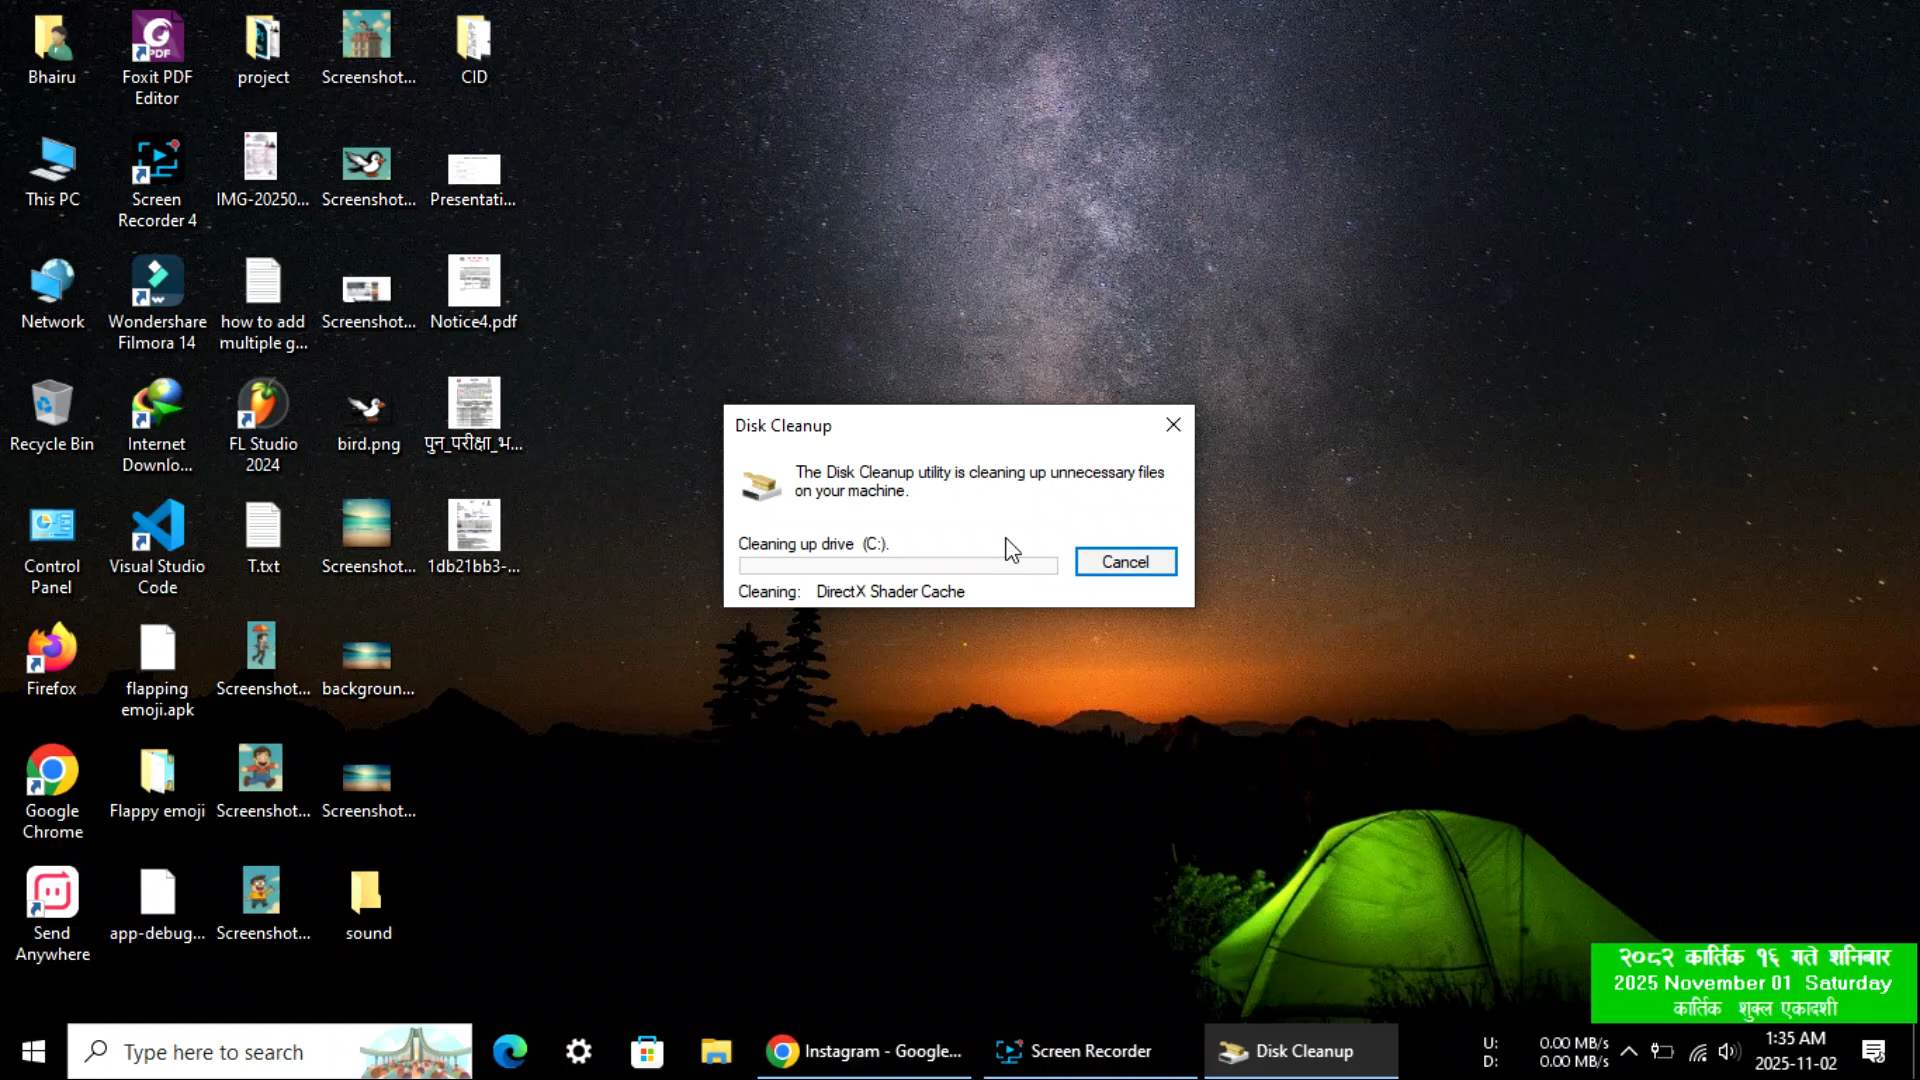 Bhairu
Foxit PDF
Editor
project
Screenshot...
CID
This PC
Screen
Recorder 4
IMG-20250...
Screenshot...
Presentati...
Network
Wondershare
Filmora 14
how to add
multiple g...
Screenshot...
Notice4.pdf
Recycle Bin
Internet
Downlo...
FL Studio
2024
bird.png
पुन_परीक्षा_भ...
Control
Panel
Visual Studio
Code
T.txt
Screenshot...
1db21bb3-...
Firefox
flapping
emoji.apk
Screenshot...
backgroun...
Google
Chrome
Flappy emoji
Screenshot...
Screenshot...
Send
Anywhere
app-debug...
Screenshot...
sound
Disk Cleanup
The Disk Cleanup utility is cleaning up unnecessary files
on your machine.
Cleaning up drive (C:).
Cancel
Cleaning: DirectX Shader Cache
२०८२ कार्तिक १६ गते शनिबार
2025 November 01 Saturday
कार्तिक शुक्ल एकादशी
Type here to search
Instagram - Google...
Screen Recorder
Disk Cleanup
U: 0.00 MB/s
D: 0.00 MB/s
1:35 AM
2025-11-02